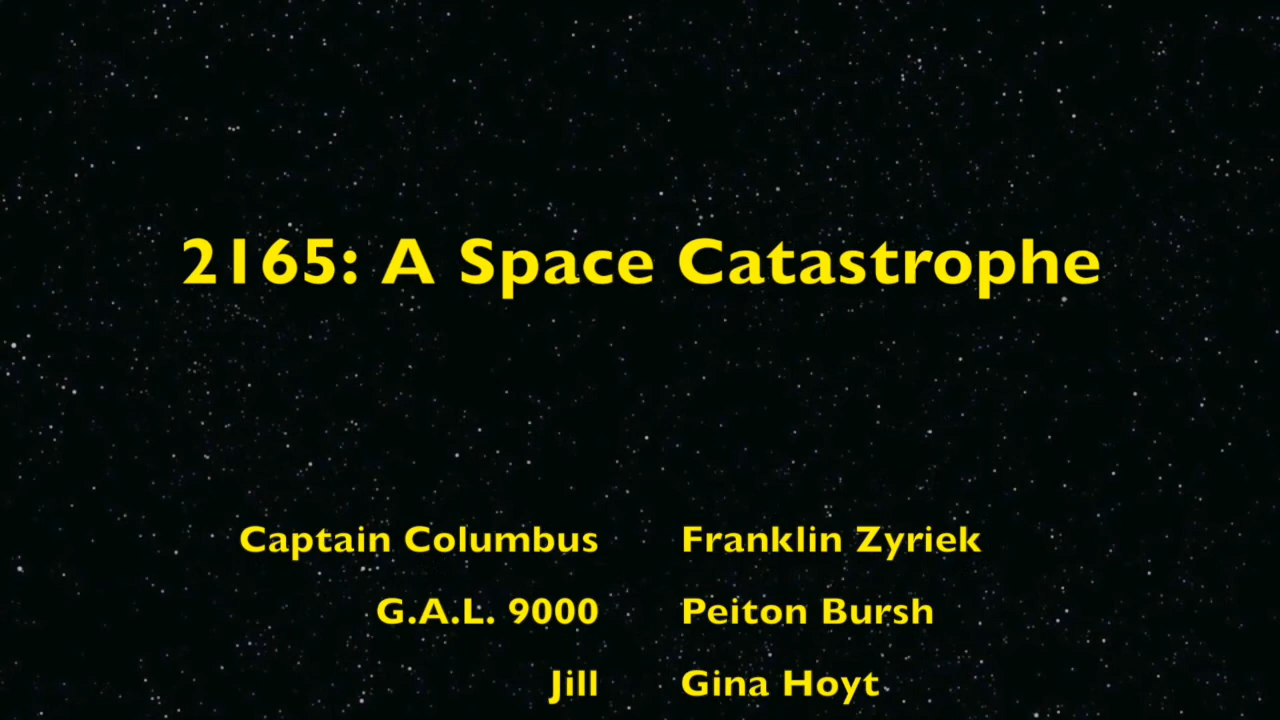 2165: A Space Catastrophe
Captain Columbus Franklin Zyriek
G.A.L. 9000 Peiton Bursh
Jill Gina Hoyt